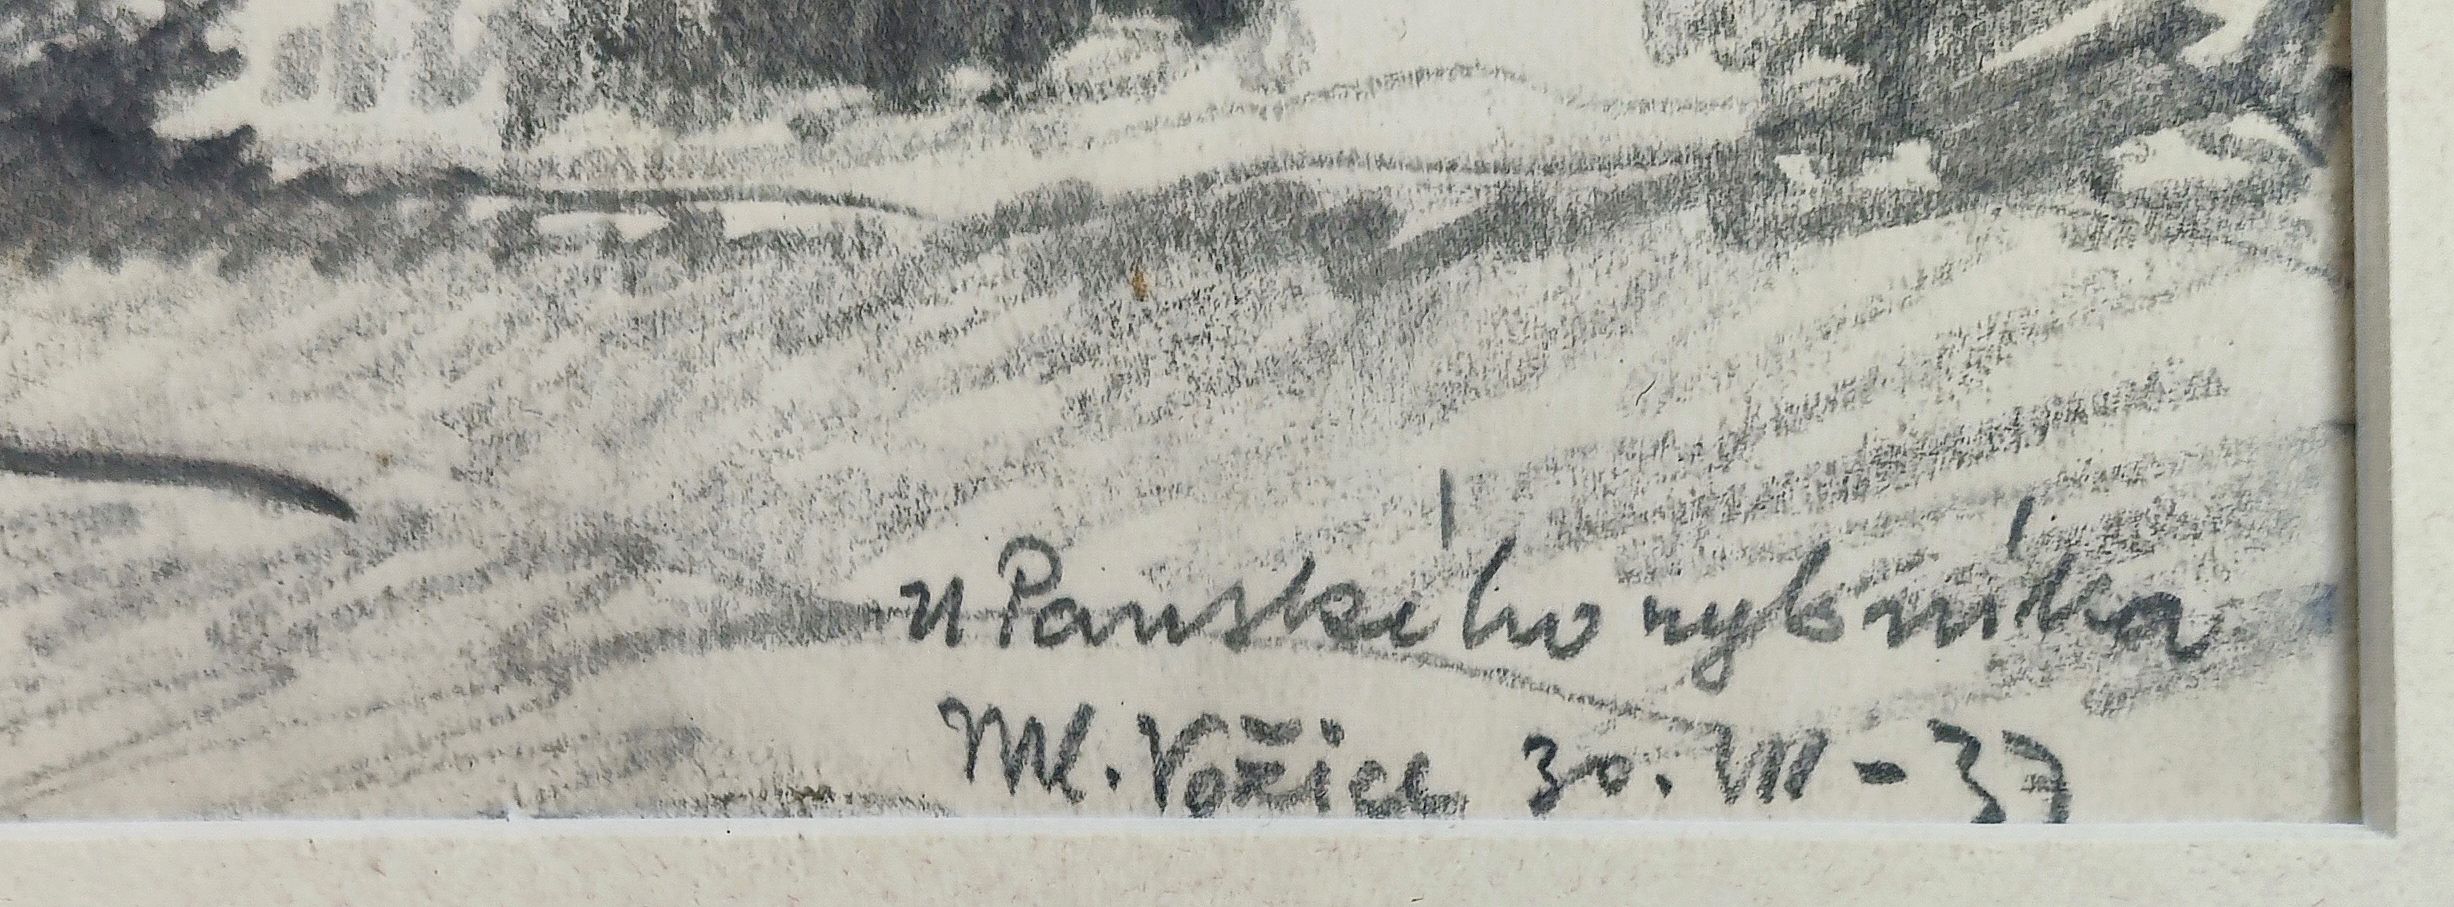 u Panského rybníka
Ml. Vožice 30. VII - 37